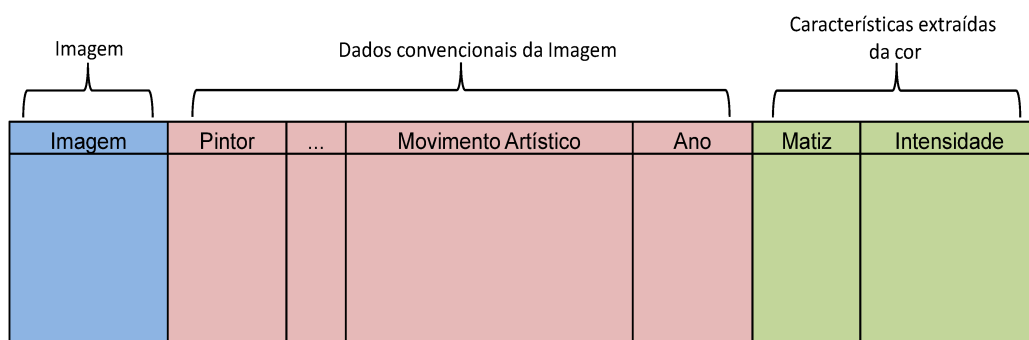 Imagem
Dados convencionais da Imagem
Características extraídas
da cor
Imagem
Pintor
...
Movimento Artístico
Ano
Matiz
Intensidade